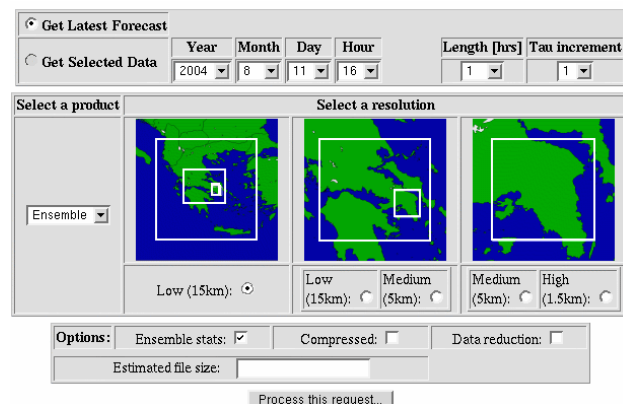 Get Latest Forecast
Year Month Day Hour Length [hrs] Tau increment
Get Selected Data 2004 8 11 16 1 1
Select a product Select a resolution
Ensemble
Low (15km):
Low (15km): Medium (5km):
Medium (5km): High (1.5km):
Options: Ensemble stats: Compressed: Data reduction:
Estimated file size:
Process this request...